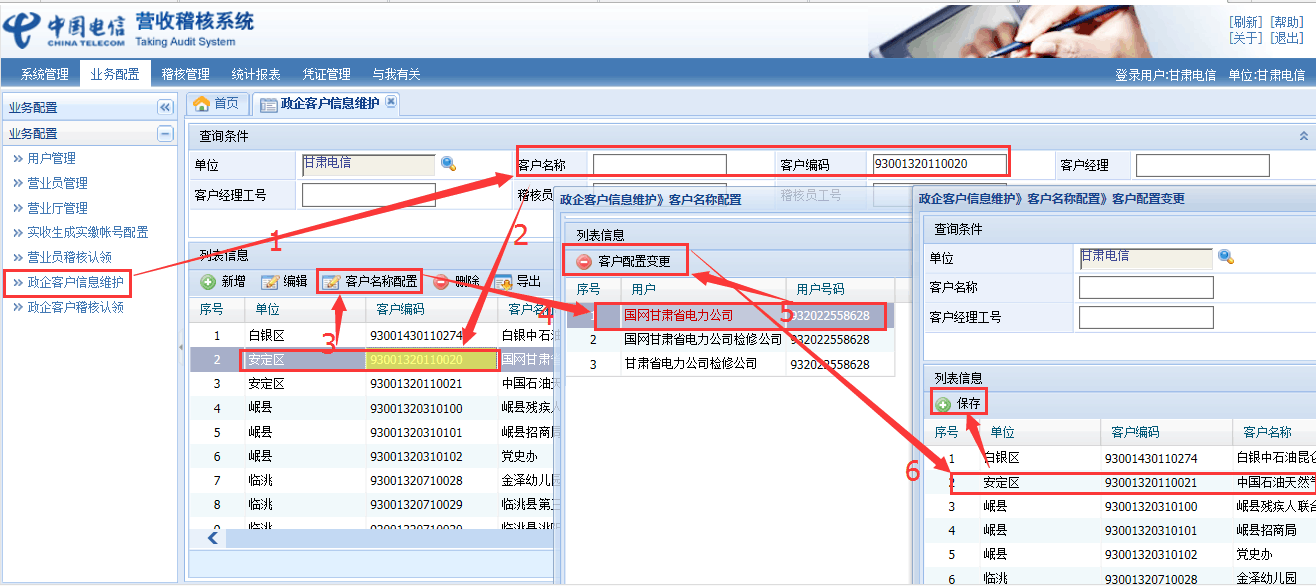 中国电信
CHINA TELECOM
营收稽核系统
Taking Audit System
[刷新] [帮助]
[关于] [退出]
系统管理 业务配置 稽核管理 统计报表 凭证管理 与我有关
登录用户:甘肃电信 单位:甘肃电信
业务配置
业务配置
用户管理
营业员管理
营业厅管理
实收生成实缴帐号配置
营业员稽核认领
政企客户信息维护
政企客户稽核认领
首页 政企客户信息维护
查询条件
单位 甘肃电信 客户名称 客户编码 93001320110020 客户经理
客户经理工号 稽核员 稽核员工号
列表信息
新增 编辑 客户名称配置 删除 导出
序号 单位 客户编码 客户名
1 白银区 93001430110274 白银中石
2 安定区 93001320110020 国网甘肃
3 安定区 93001320110021 中国石油
4 岷县 93001320310100 岷县残疾人
5 岷县 93001320310101 岷县招商局
6 岷县 93001320310102 党史办
7 临洮 93001320710028 金泽幼儿园
8 临洮 93001320710029 临洮县第
政企客户信息维护》客户名称配置
列表信息
客户配置变更
序号 用户 用户号码
1 国网甘肃省电力公司 932022558628
2 国网甘肃省电力公司检修公司 932022558628
3 甘肃省电力公司检修公司 932022558628
政企客户信息维护》客户名称配置》客户配置变更
查询条件
单位 甘肃电信
客户名称
客户经理工号
列表信息
保存
序号 单位 客户编码 客户名称
1 白银区 93001430110274 白银中石油昆仑
2 安定区 93001320110021 中国石油天然气
3 岷县 93001320310100 岷县残疾人联合
4 岷县 93001320310101 岷县招商局
5 岷县 93001320310102 党史办
6 临洮 93001320710028 金泽幼儿园
1
2
3
4
5
6